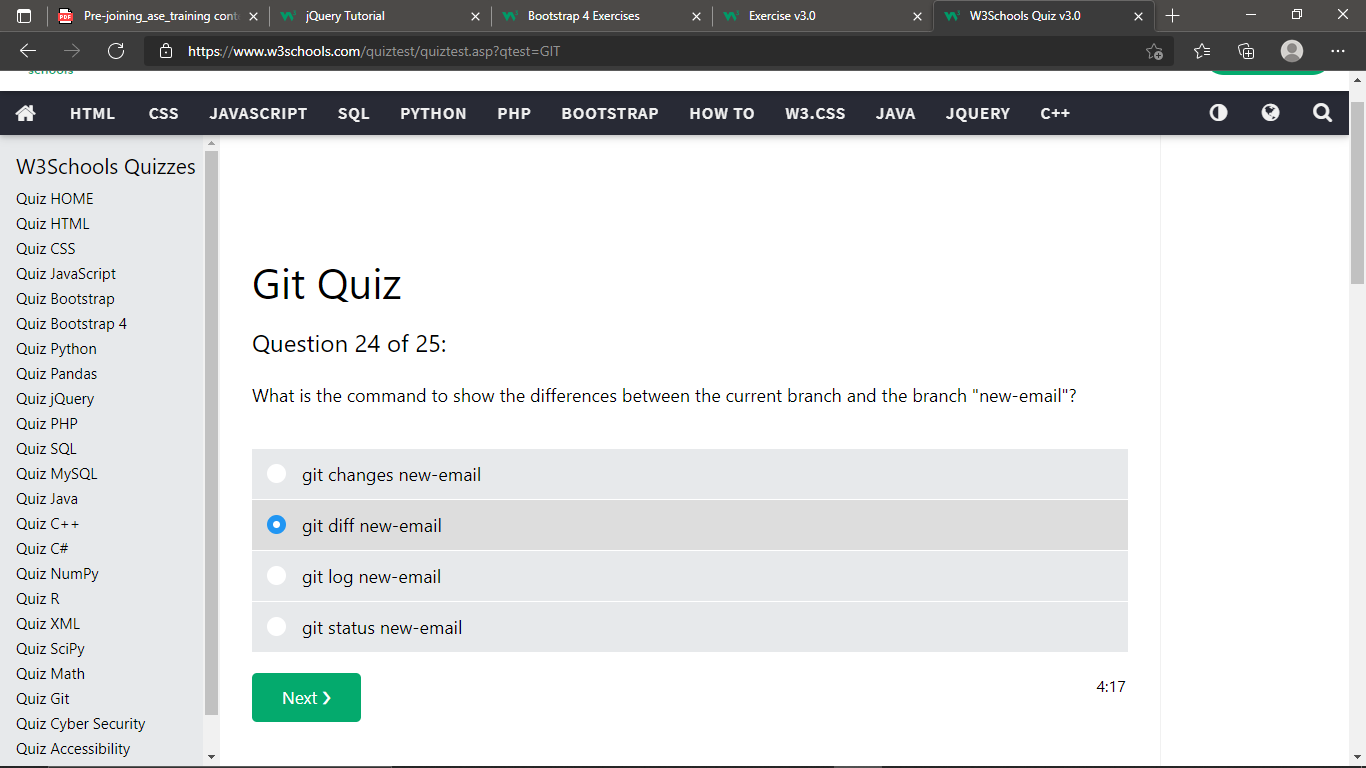 Pre-joining_ase_training cont
jQuery Tutorial
Bootstrap 4 Exercises
Exercise v3.0
W3Schools Quiz v3.0
https://www.w3schools.com/quiztest/quiztest.asp?qtest=GIT
schools
HTML CSS JAVASCRIPT SQL PYTHON PHP BOOTSTRAP HOW TO W3.CSS JAVA JQUERY C++
W3Schools Quizzes
Quiz HOME
Quiz HTML
Quiz CSS
Quiz JavaScript
Quiz Bootstrap
Quiz Bootstrap 4
Quiz Python
Quiz Pandas
Quiz jQuery
Quiz PHP
Quiz SQL
Quiz MySQL
Quiz Java
Quiz C++
Quiz C#
Quiz NumPy
Quiz R
Quiz XML
Quiz SciPy
Quiz Math
Quiz Git
Quiz Cyber Security
Quiz Accessibility
Git Quiz
Question 24 of 25:
What is the command to show the differences between the current branch and the branch "new-email"?
git changes new-email
git diff new-email
git log new-email
git status new-email
Next ❯
4:17